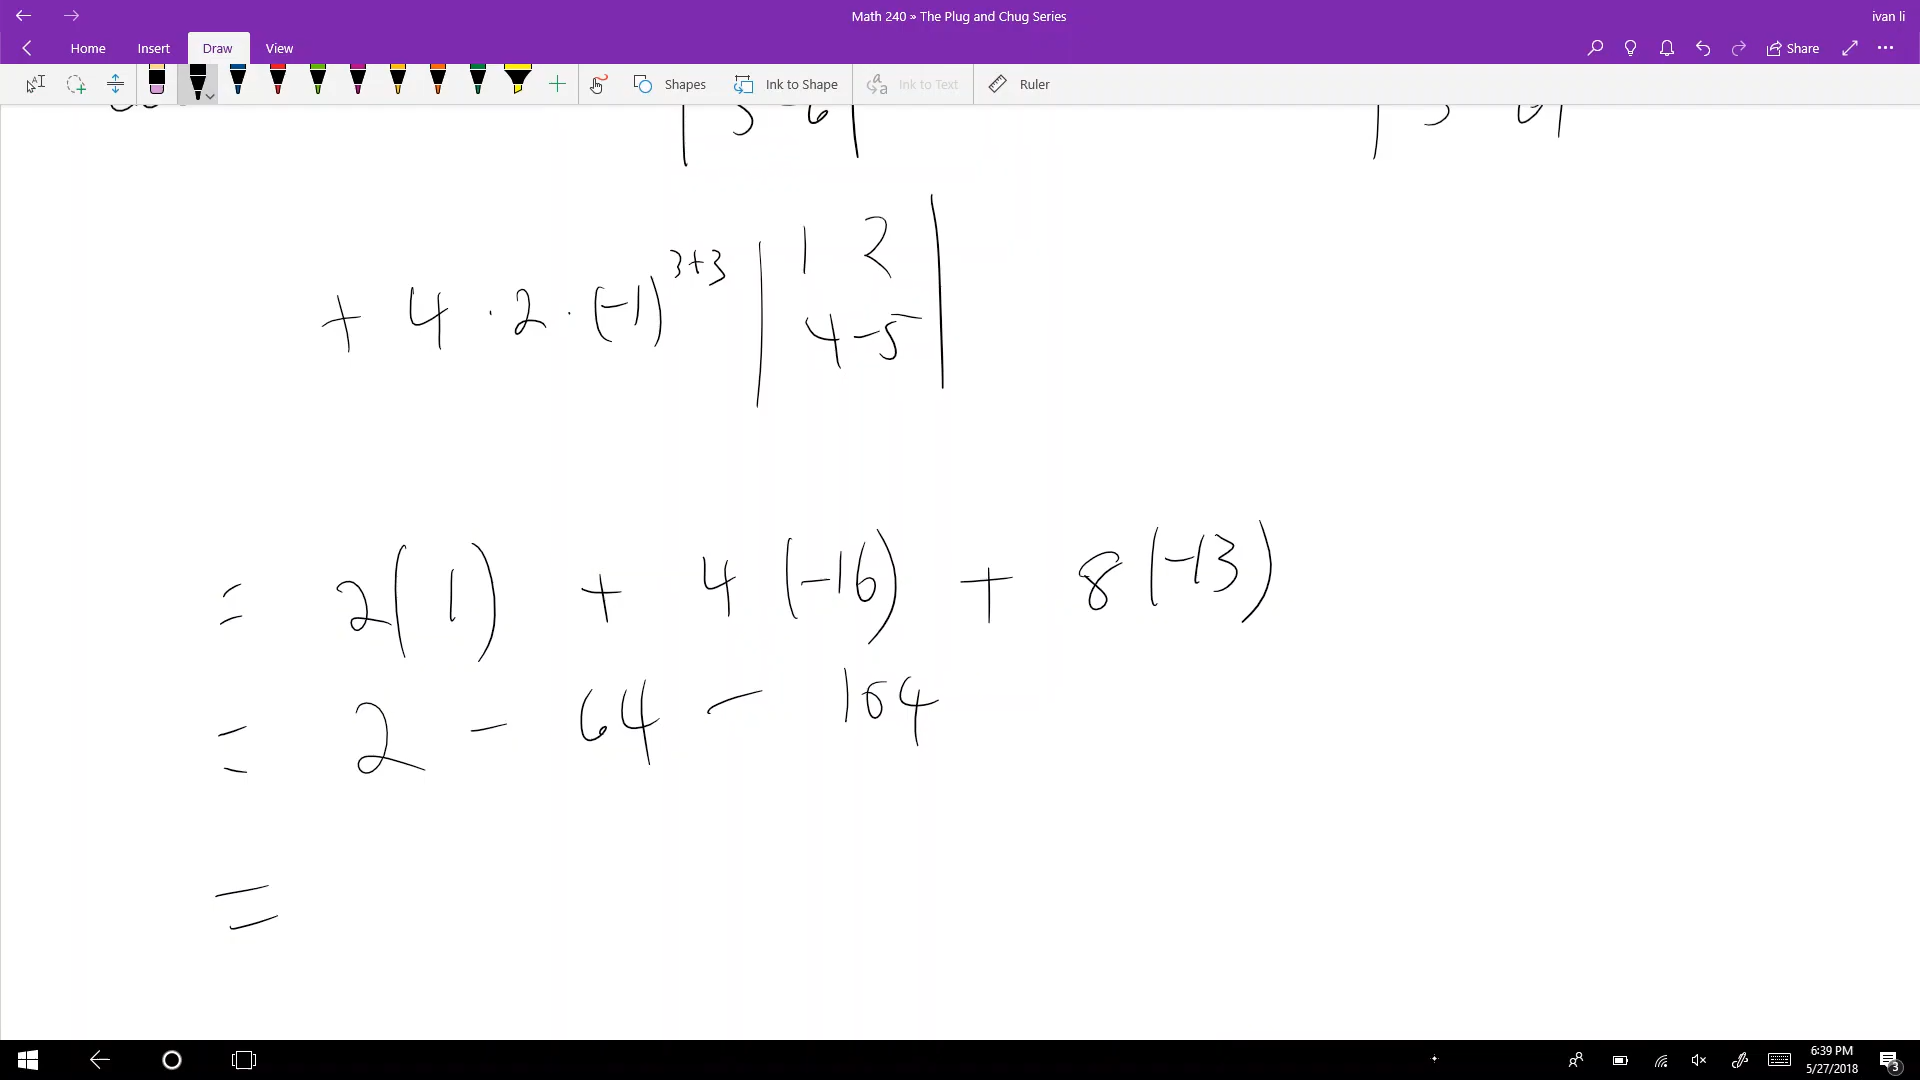 Math 240 » The Plug and Chug Series
ivan li
Home Insert Draw View
Share
Shapes Ink to Shape Ink to Text Ruler
+ 4 · 2 · (-1)^{3+3} | 1 2
4 -5 |
= 2(1) + 4(-16) + 8(-13)
= 2 - 64 - 104
=
6:39 PM
5/27/2018
3